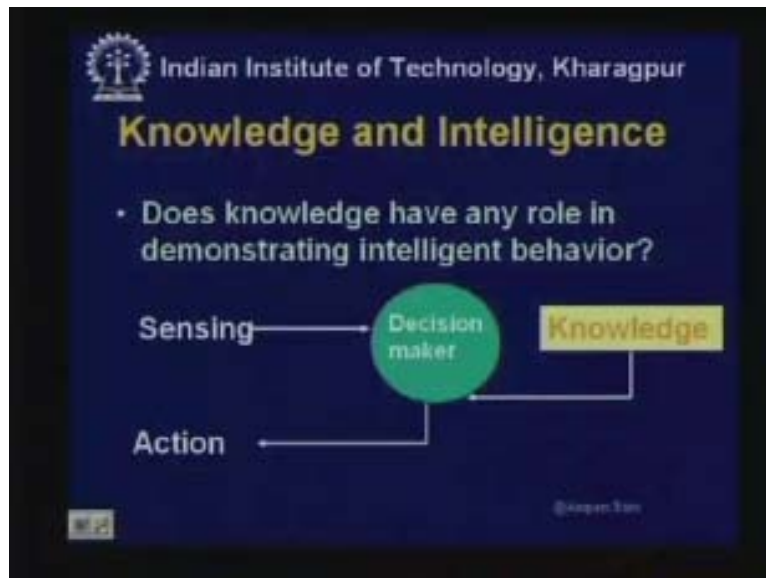 Indian Institute of Technology, Kharagpur
Knowledge and Intelligence
• Does knowledge have any role in
demonstrating intelligent behavior?
Sensing
Decision
maker
Knowledge
Action